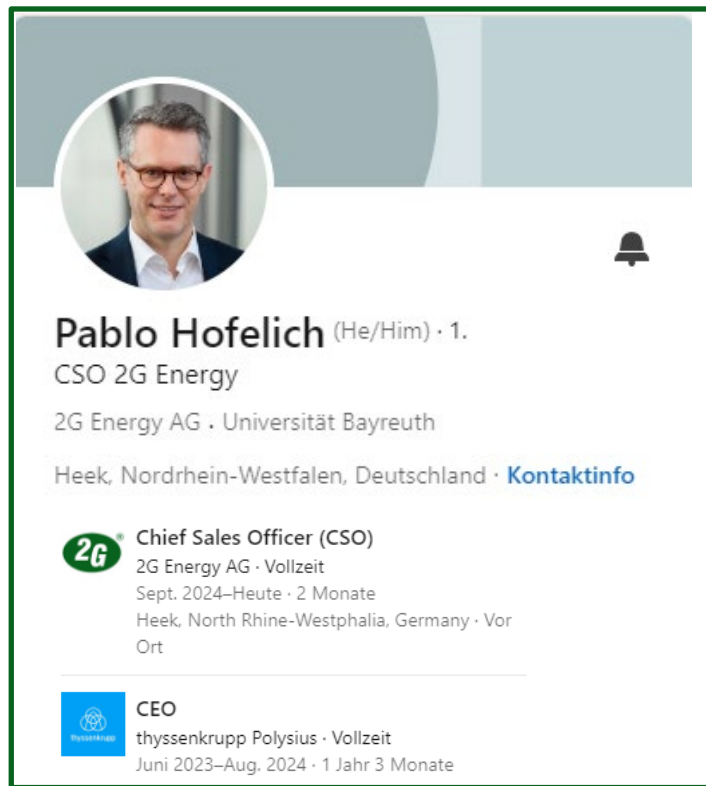 Pablo Hofelich (He/Him) · 1.
CSO 2G Energy
2G Energy AG . Universität Bayreuth
Heek, Nordrhein-Westfalen, Deutschland · Kontaktinfo
2G®
Chief Sales Officer (CSO)
2G Energy AG · Vollzeit
Sept. 2024–Heute · 2 Monate
Heek, North Rhine-Westphalia, Germany · Vor
Ort
thyssenkrupp
CEO
thyssenkrupp Polysius · Vollzeit
Juni 2023–Aug. 2024 · 1 Jahr 3 Monate